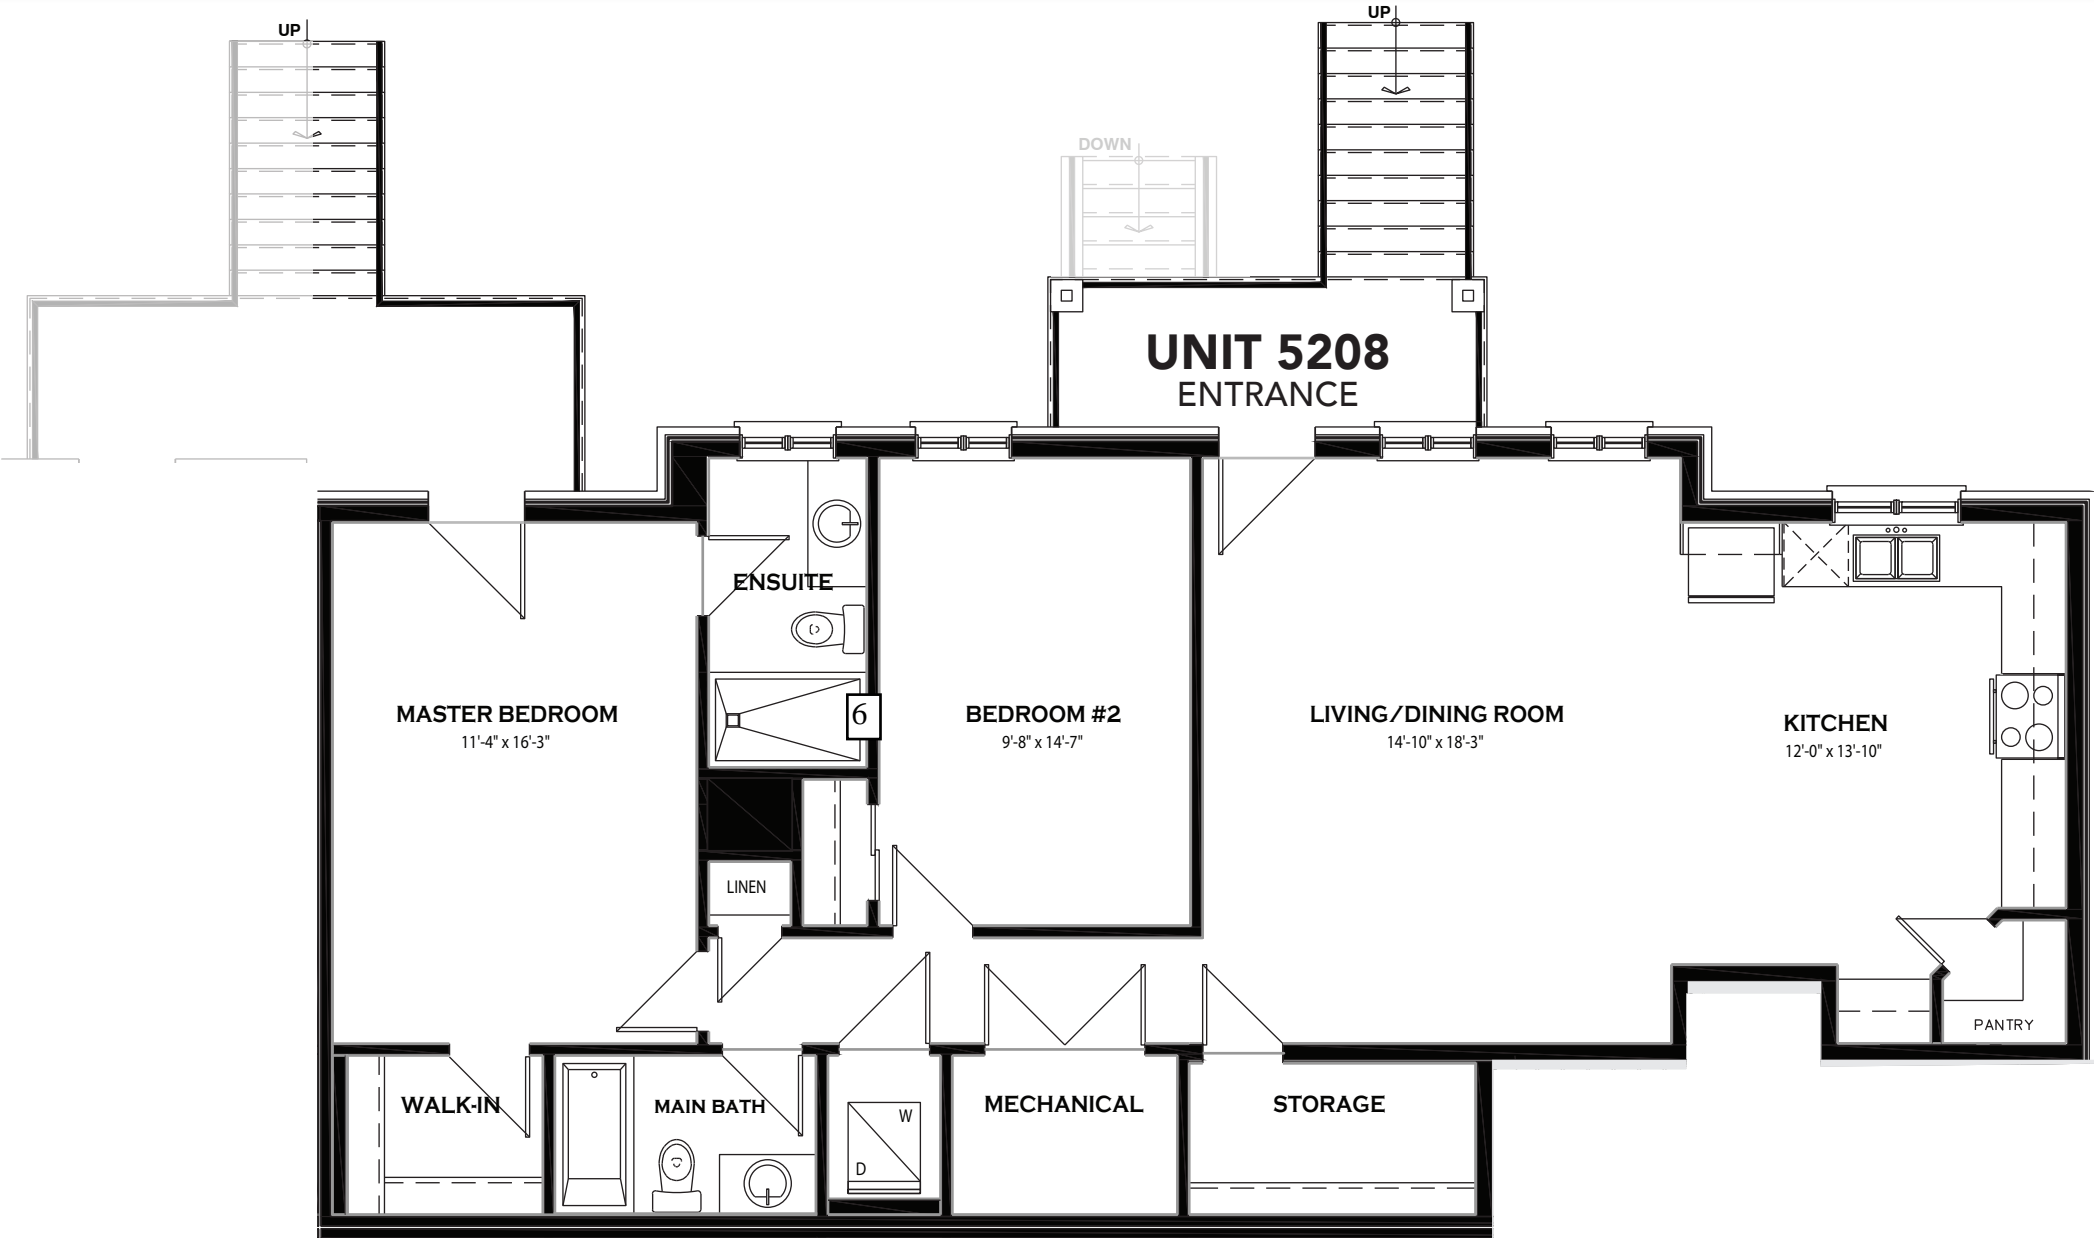 UP
UP
DOWN
UNIT 5208
ENTRANCE
ENSUITE
MASTER BEDROOM
11'-4" x 16'-3"
6
BEDROOM #2
9'-8" x 14'-7"
LIVING/DINING ROOM
14'-10" x 18'-3"
KITCHEN
12'-0" x 13'-10"
LINEN
PANTRY
WALK-IN
MAIN BATH
W
D
MECHANICAL
STORAGE